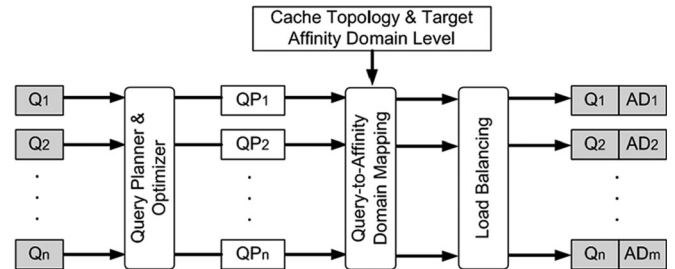 Cache Topology & Target
Affinity Domain Level
Q1
QP1
Q1 AD1
Q2
QP2
Q2 AD2
Query Planner &
Optimizer
Query-to-Affinity
Domain Mapping
Load Balancing
Qn
QPn
Qn ADm